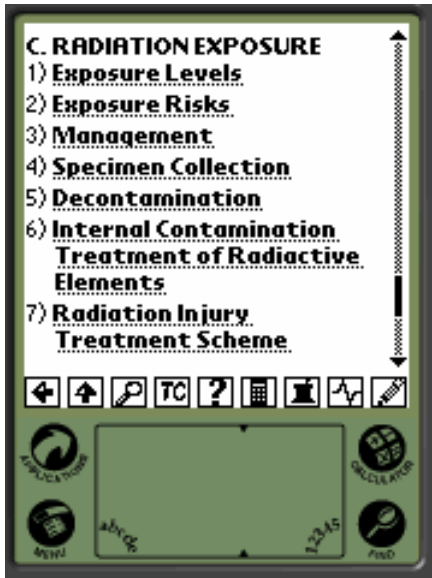 C. RADIATION EXPOSURE
1) Exposure Levels
2) Exposure Risks
3) Management
4) Specimen Collection
5) Decontamination
6) Internal Contamination
Treatment of Radiactive
Elements
7) Radiation Injury
Treatment Scheme
TC ?
APPLICATIONS
CALCULATOR
MENU
abcde
12345
FIND